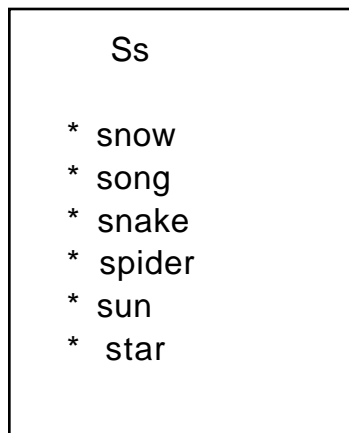 Ss
* snow
* song
* snake
* spider
* sun
* star